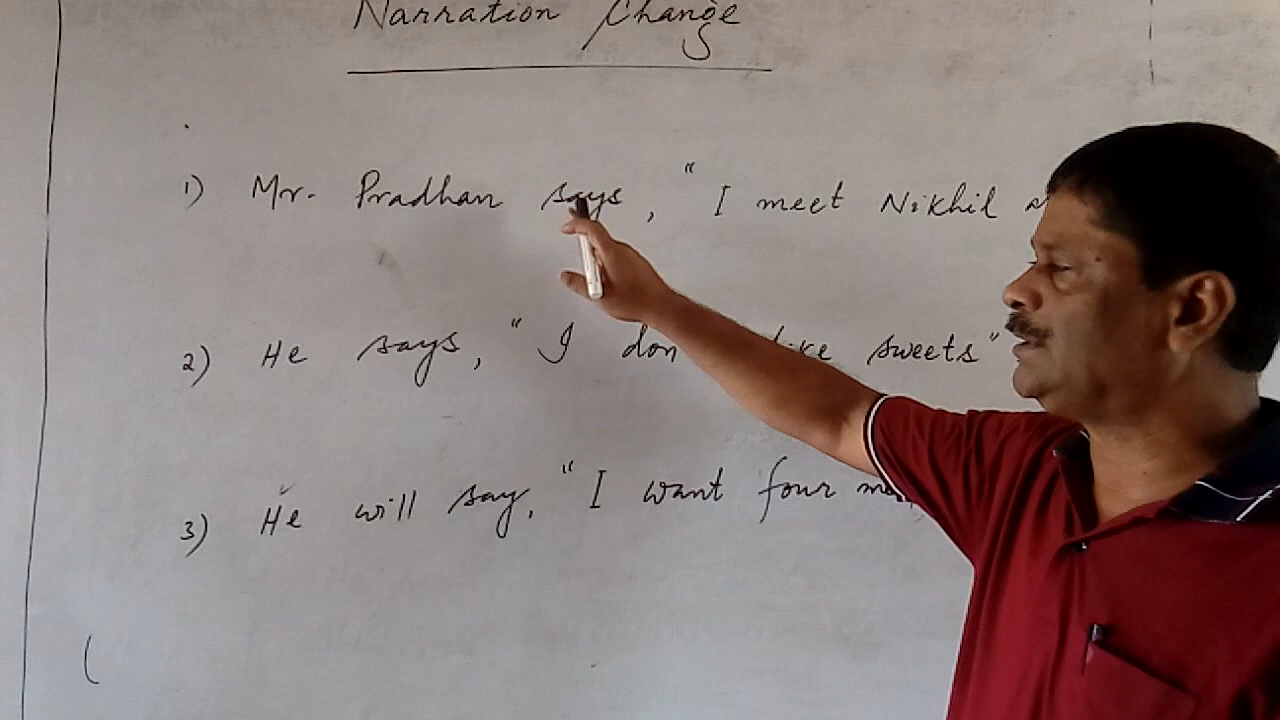 Narration Change
1) Mr. Pradhan says, "I meet Nikhil
2) He says, "I don like sweets"
3) He will say, "I want four